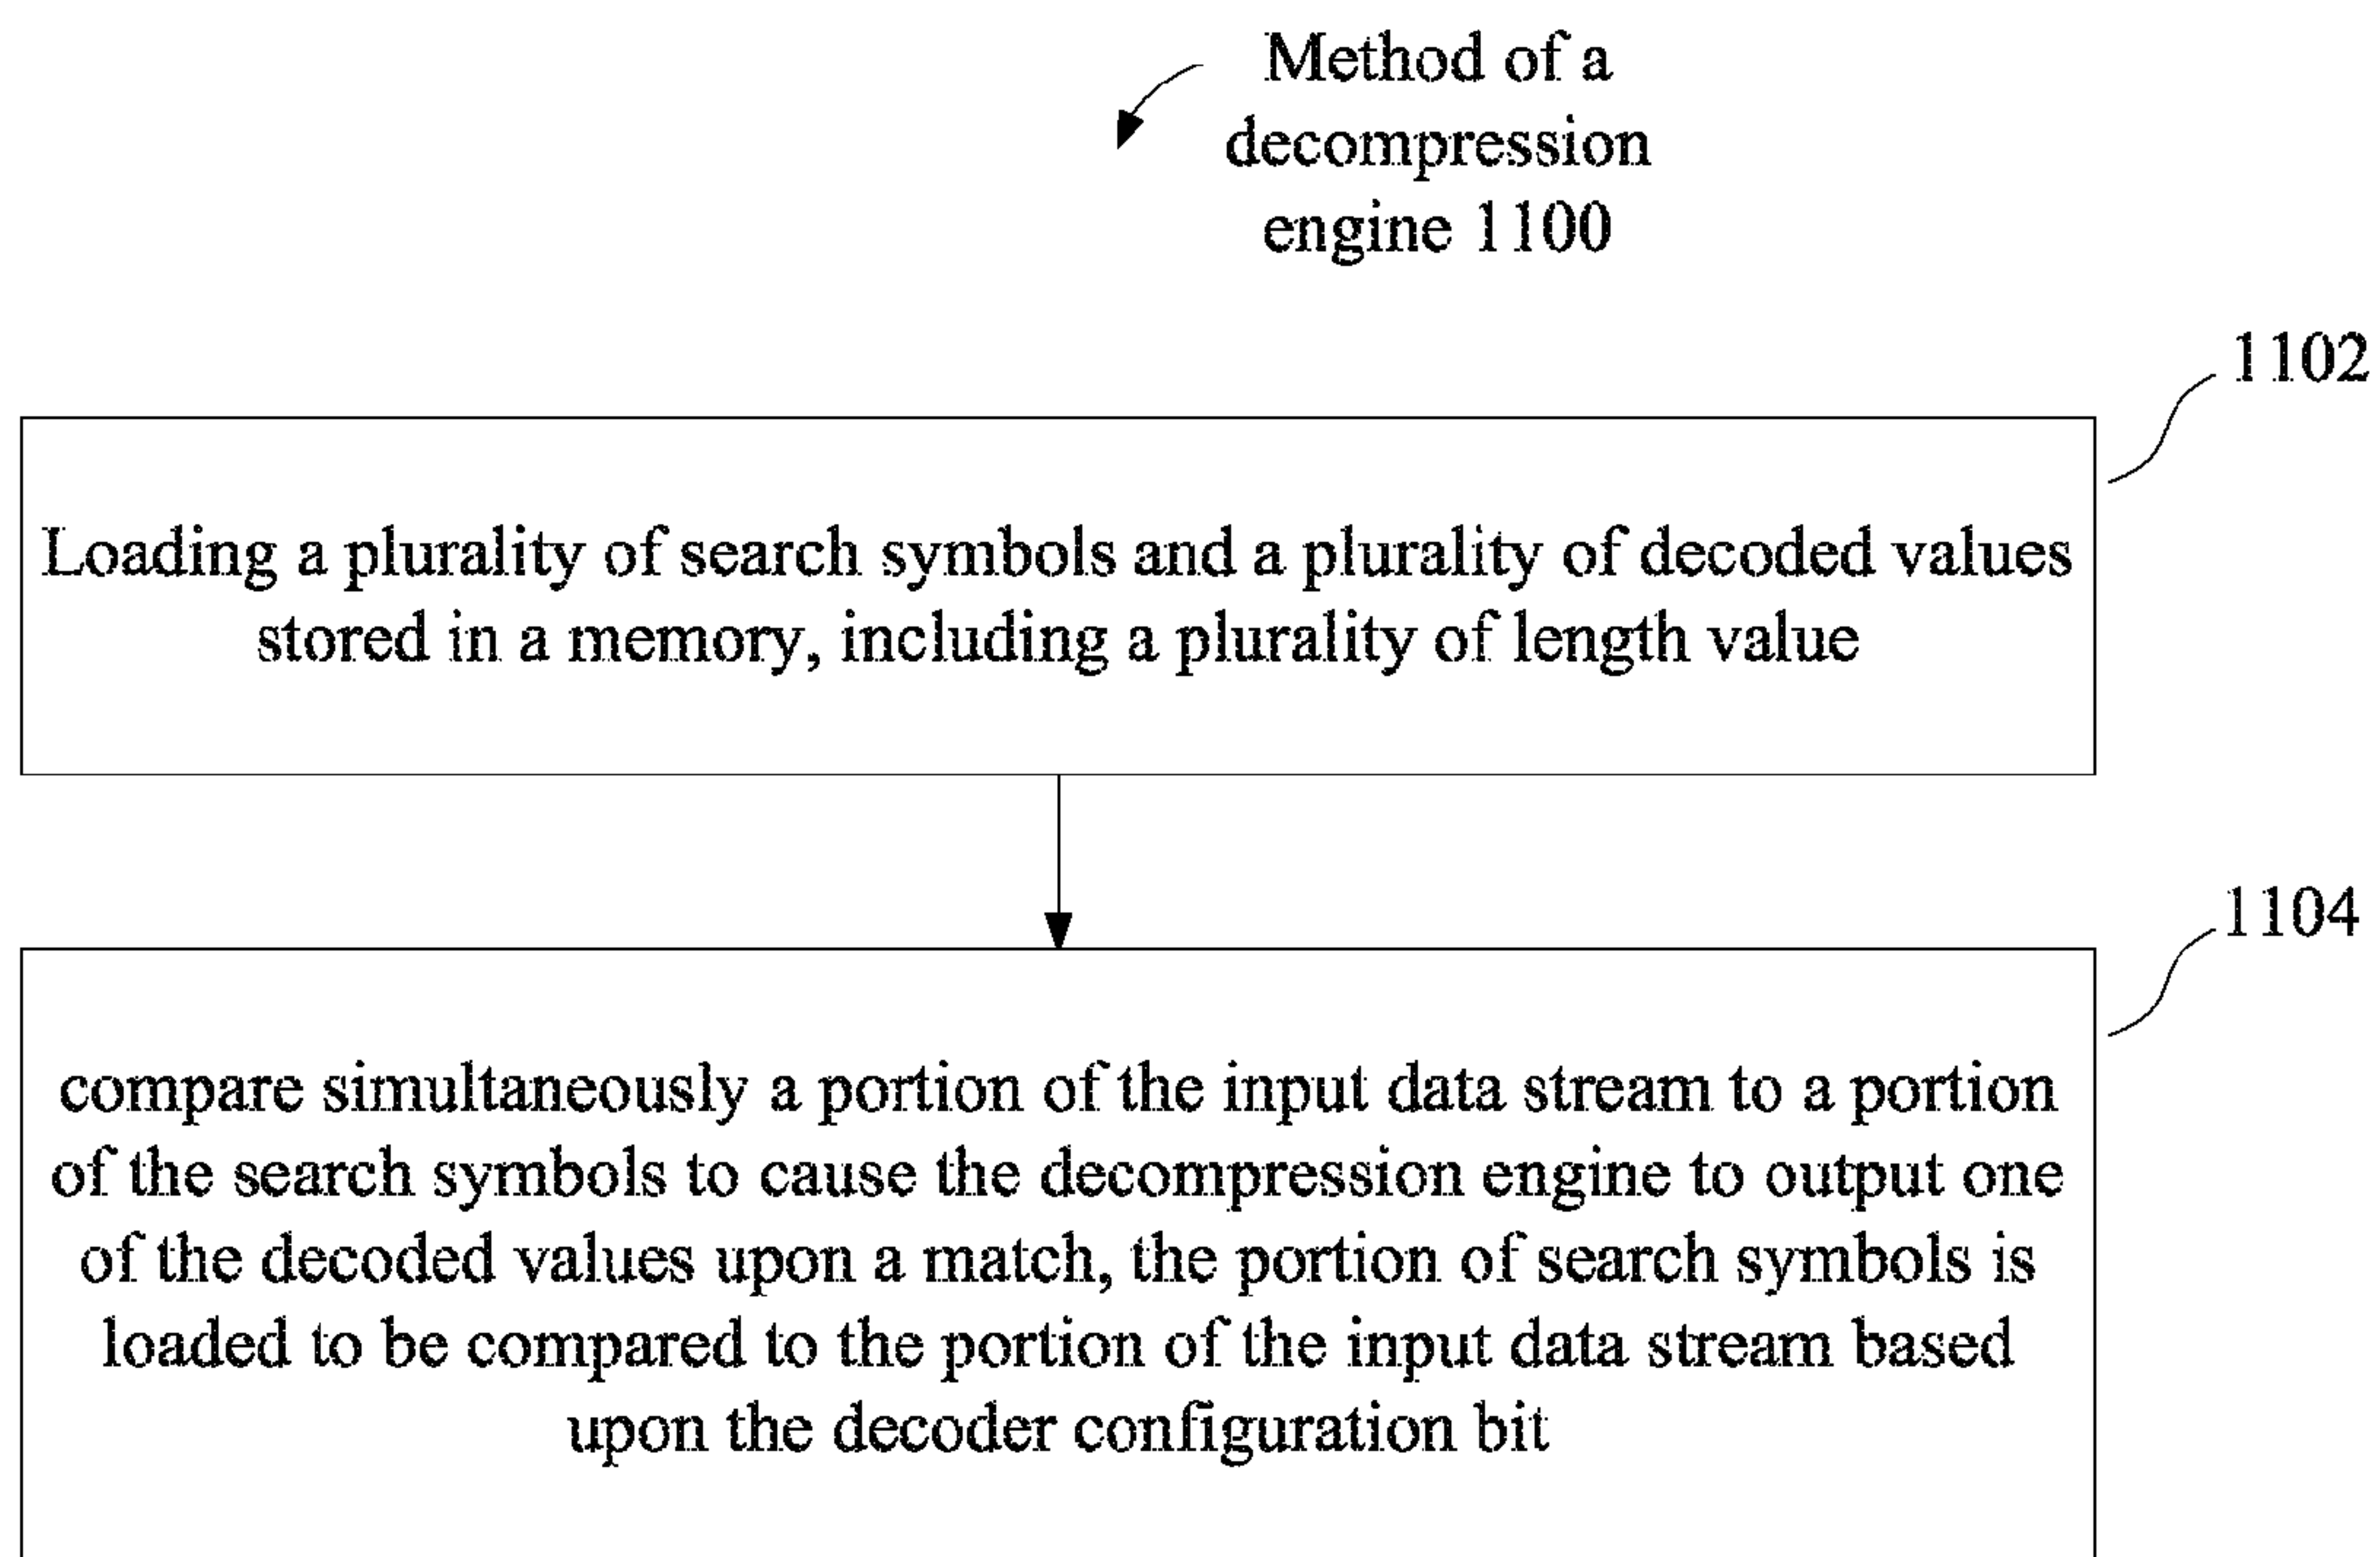 Method of a
decompression
engine 1100
1102
Loading a plurality of search symbols and a plurality of decoded values
stored in a memory, including a plurality of length value
1104
compare simultaneously a portion of the input data stream to a portion
of the search symbols to cause the decompression engine to output one
of the decoded values upon a match, the portion of search symbols is
loaded to be compared to the portion of the input data stream based
upon the decoder configuration bit